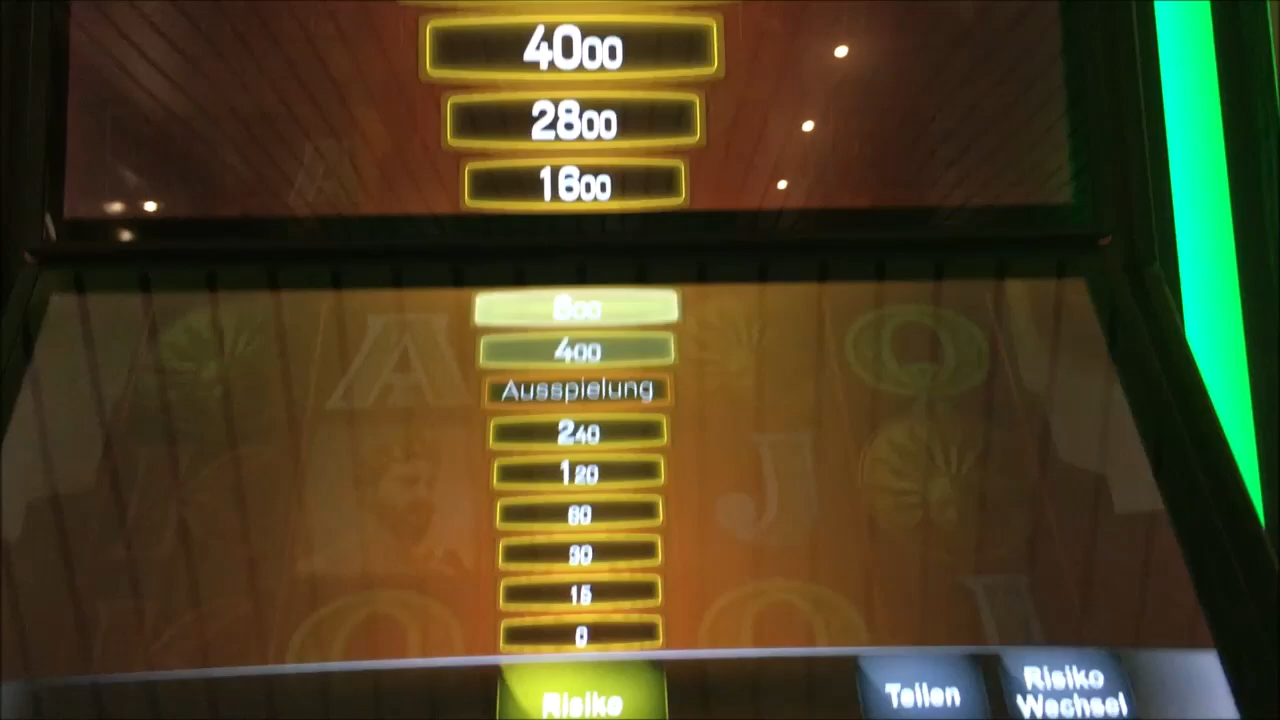 4000
2800
1600
800
400
Ausspielung
240
120
60
30
15
0
Risiko
Teilen
Risiko
Wechsel
A
Q
J
Q
Q
J